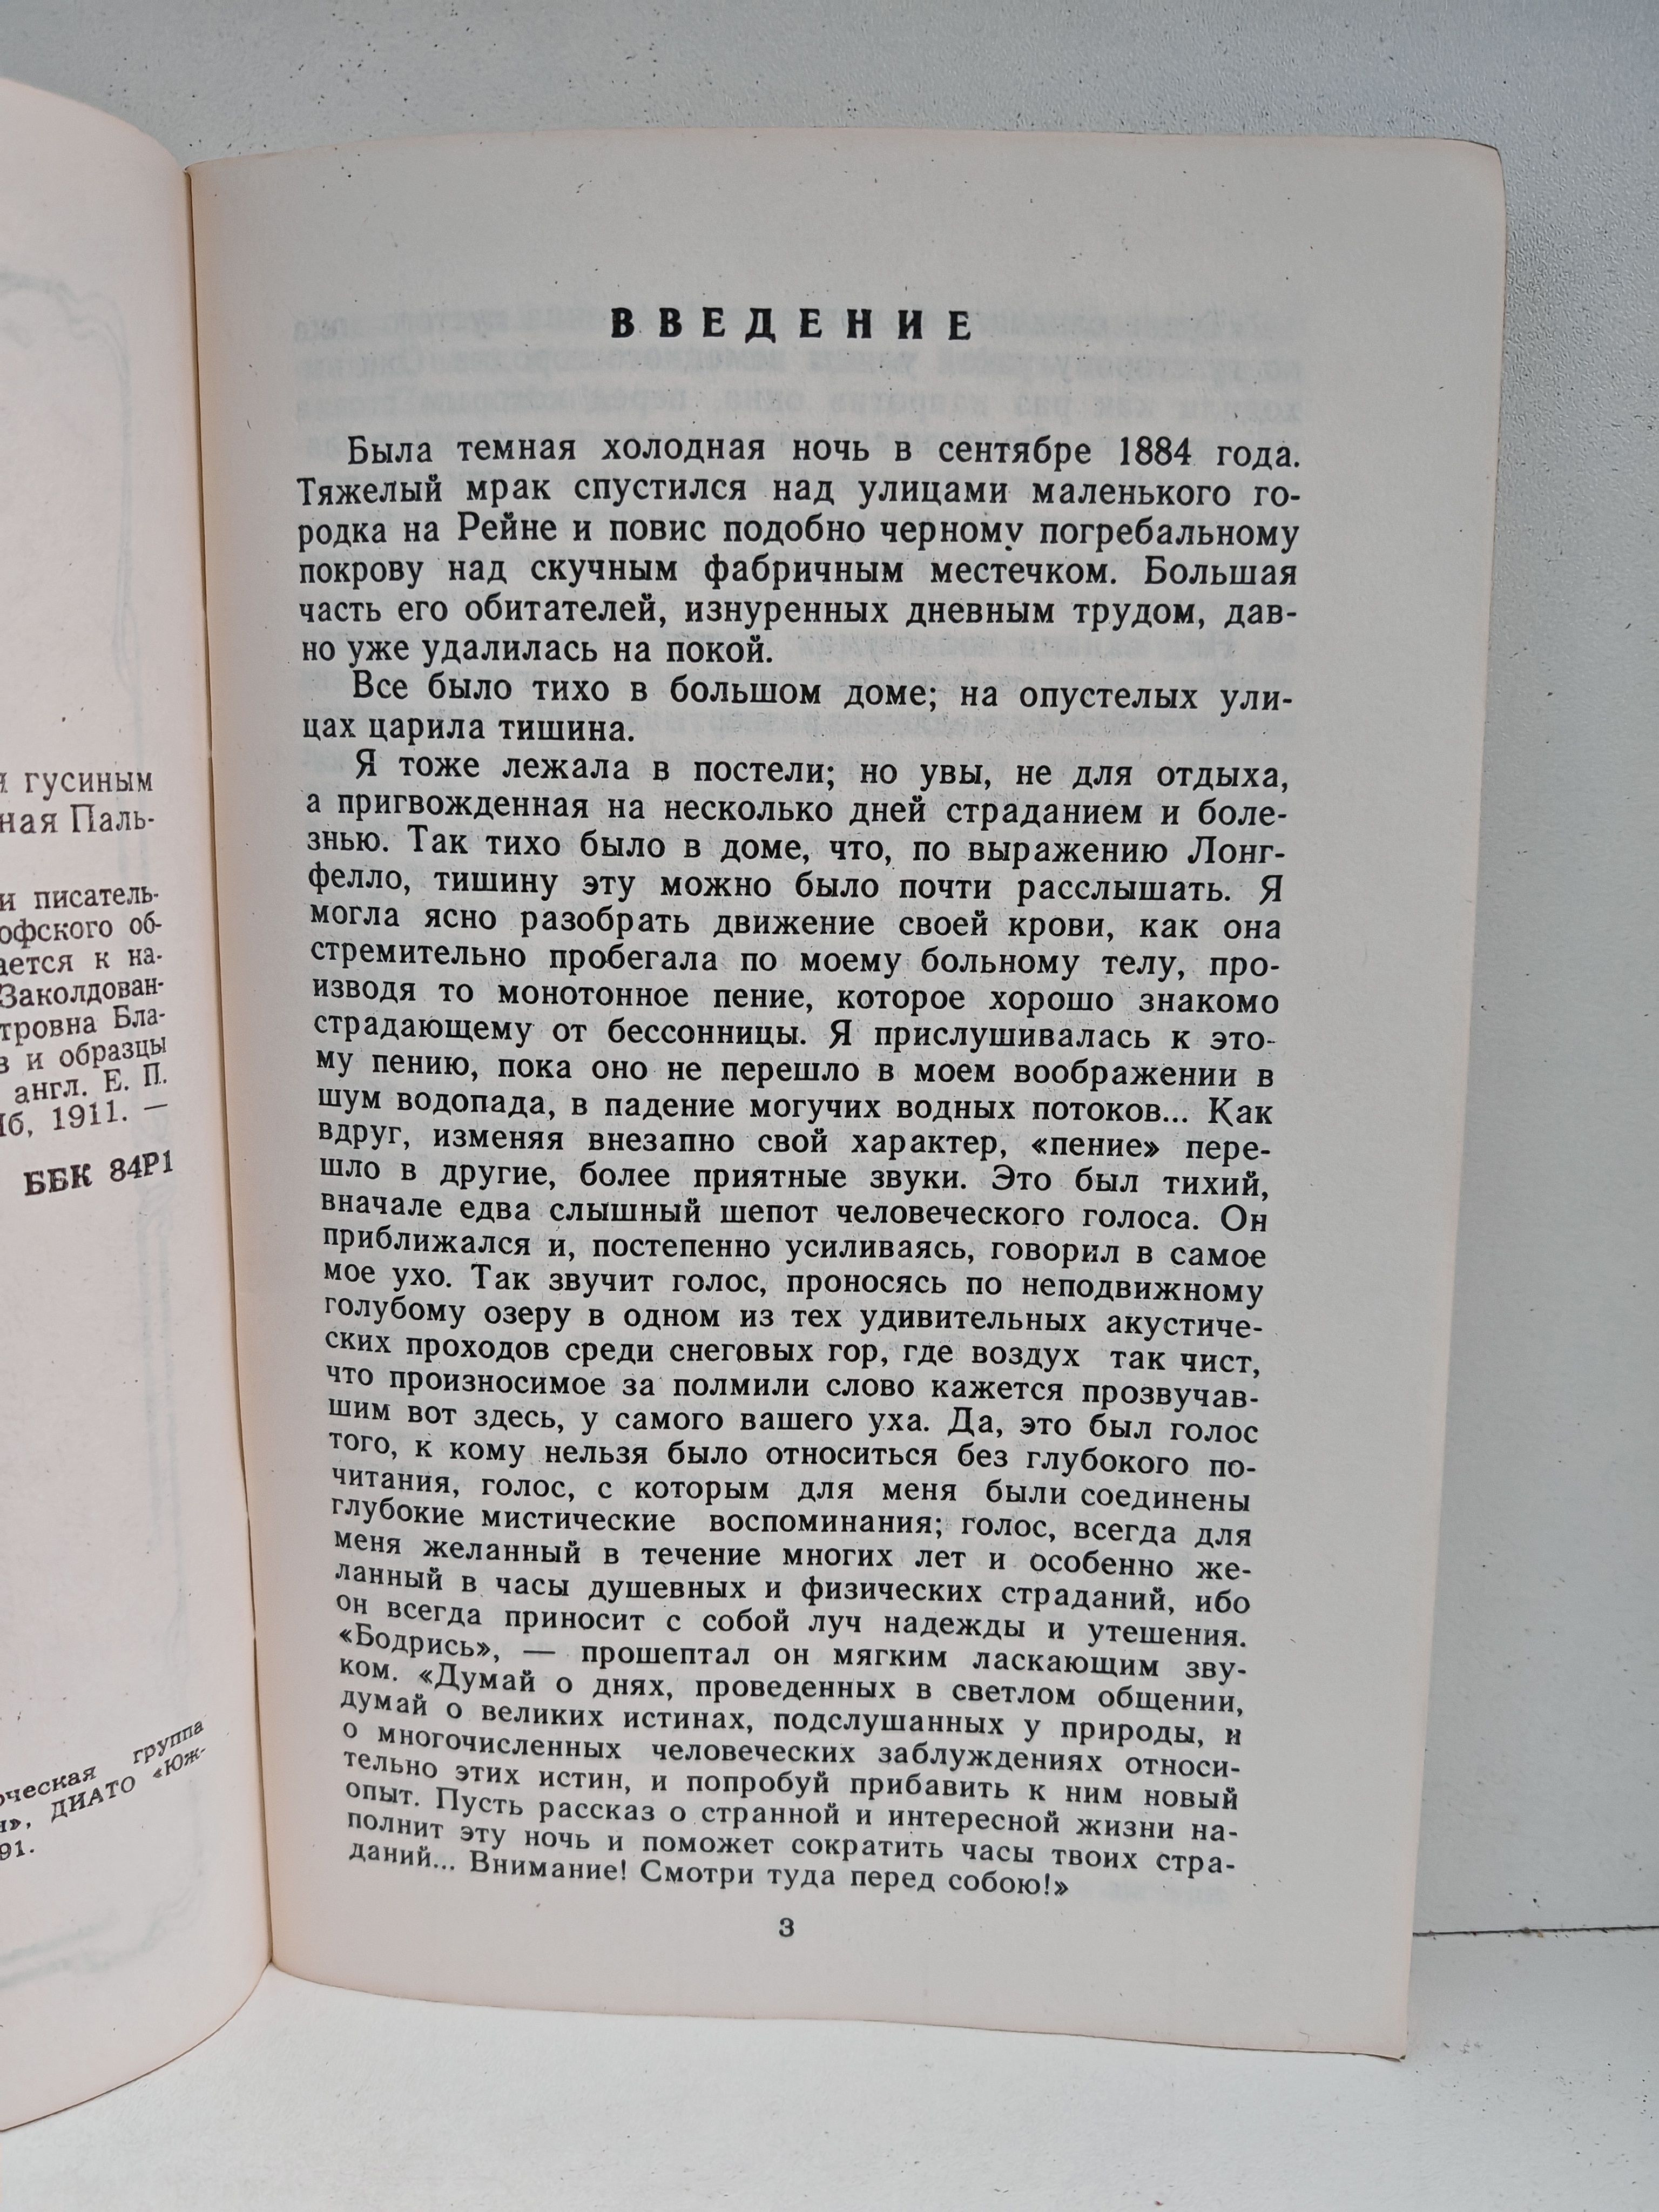 гусиным
ная Паль-
и писатель-
офского об-
ается к на-
Заколдован-
тровна Бла-
в и образцы
англ. Е. П.
1911. —
ББК 84Р1
группа
ДИАТО «Юж-
91.
ВВЕДЕНИЕ
Была темная холодная ночь в сентябре 1884 года.
Тяжелый мрак спустился над улицами маленького го-
родка на Рейне и повис подобно черному погребальному
покрову над скучным фабричным местечком. Большая
часть его обитателей, изнуренных дневным трудом, дав-
но уже удалилась на покой.
Все было тихо в большом доме; на опустелых ули-
цах царила тишина.
Я тоже лежала в постели; но увы, не для отдыха,
а пригвожденная на несколько дней страданием и боле-
знью. Так тихо было в доме, что, по выражению Лонг-
фелло, тишину эту можно было почти расслышать. Я
могла ясно разобрать движение своей крови, как она
стремительно пробегала по моему больному телу, про-
изводя то монотонное пение, которое хорошо знакомо
страдающему от бессонницы. Я прислушивалась к это-
му пению, пока оно не перешло в моем воображении в
шум водопада, в падение могучих водных потоков... Как
вдруг, изменяя внезапно свой характер, «пение» пере-
шло в другие, более приятные звуки. Это был тихий,
вначале едва слышный шепот человеческого голоса. Он
приближался и, постепенно усиливаясь, говорил в самое
мое ухо. Так звучит голос, проносясь по неподвижному
голубому озеру в одном из тех удивительных акустиче-
ских проходов среди снеговых гор, где воздух так чист,
что произносимое за полмили слово кажется прозвучав-
шим вот здесь, у самого вашего уха. Да, это был голос
того, к кому нельзя было относиться без глубокого по-
читания, голос, с которым для меня были соединены
глубокие мистические воспоминания; голос, всегда для
меня желанный в течение многих лет и особенно же-
ланный в часы душевных и физических страданий, ибо
он всегда приносит с собой луч надежды и утешения.
«Бодрись», — прошептал он мягким ласкающим зву-
ком. «Думай о днях, проведенных в светлом общении,
думай о великих истинах, подслушанных у природы, и
о многочисленных человеческих заблуждениях относи-
тельно этих истин, и попробуй прибавить к ним новый
опыт. Пусть рассказ о странной и интересной жизни на-
полнит эту ночь и поможет сократить часы твоих стра-
даний... Внимание! Смотри туда перед собою!»
3